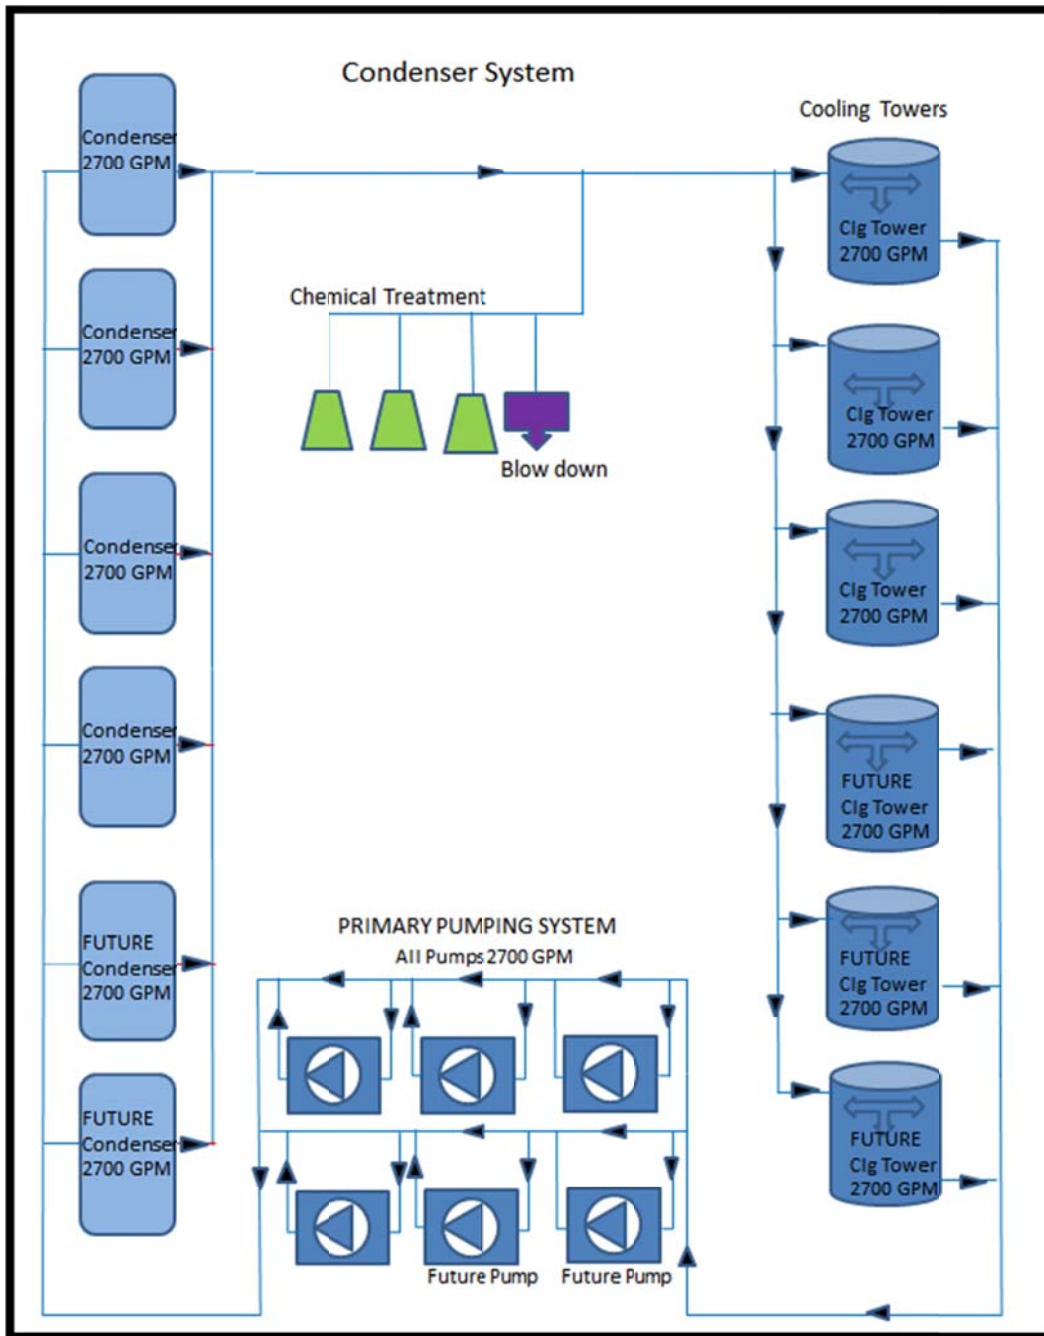 Condenser System
Cooling Towers
Condenser
2700 GPM
Condenser
2700 GPM
Condenser
2700 GPM
Condenser
2700 GPM
FUTURE
Condenser
2700 GPM
FUTURE
Condenser
2700 GPM
Chemical Treatment
Blow down
Clg Tower
2700 GPM
Clg Tower
2700 GPM
Clg Tower
2700 GPM
FUTURE
Clg Tower
2700 GPM
FUTURE
Clg Tower
2700 GPM
FUTURE
Clg Tower
2700 GPM
PRIMARY PUMPING SYSTEM
All Pumps 2700 GPM
Future Pump
Future Pump